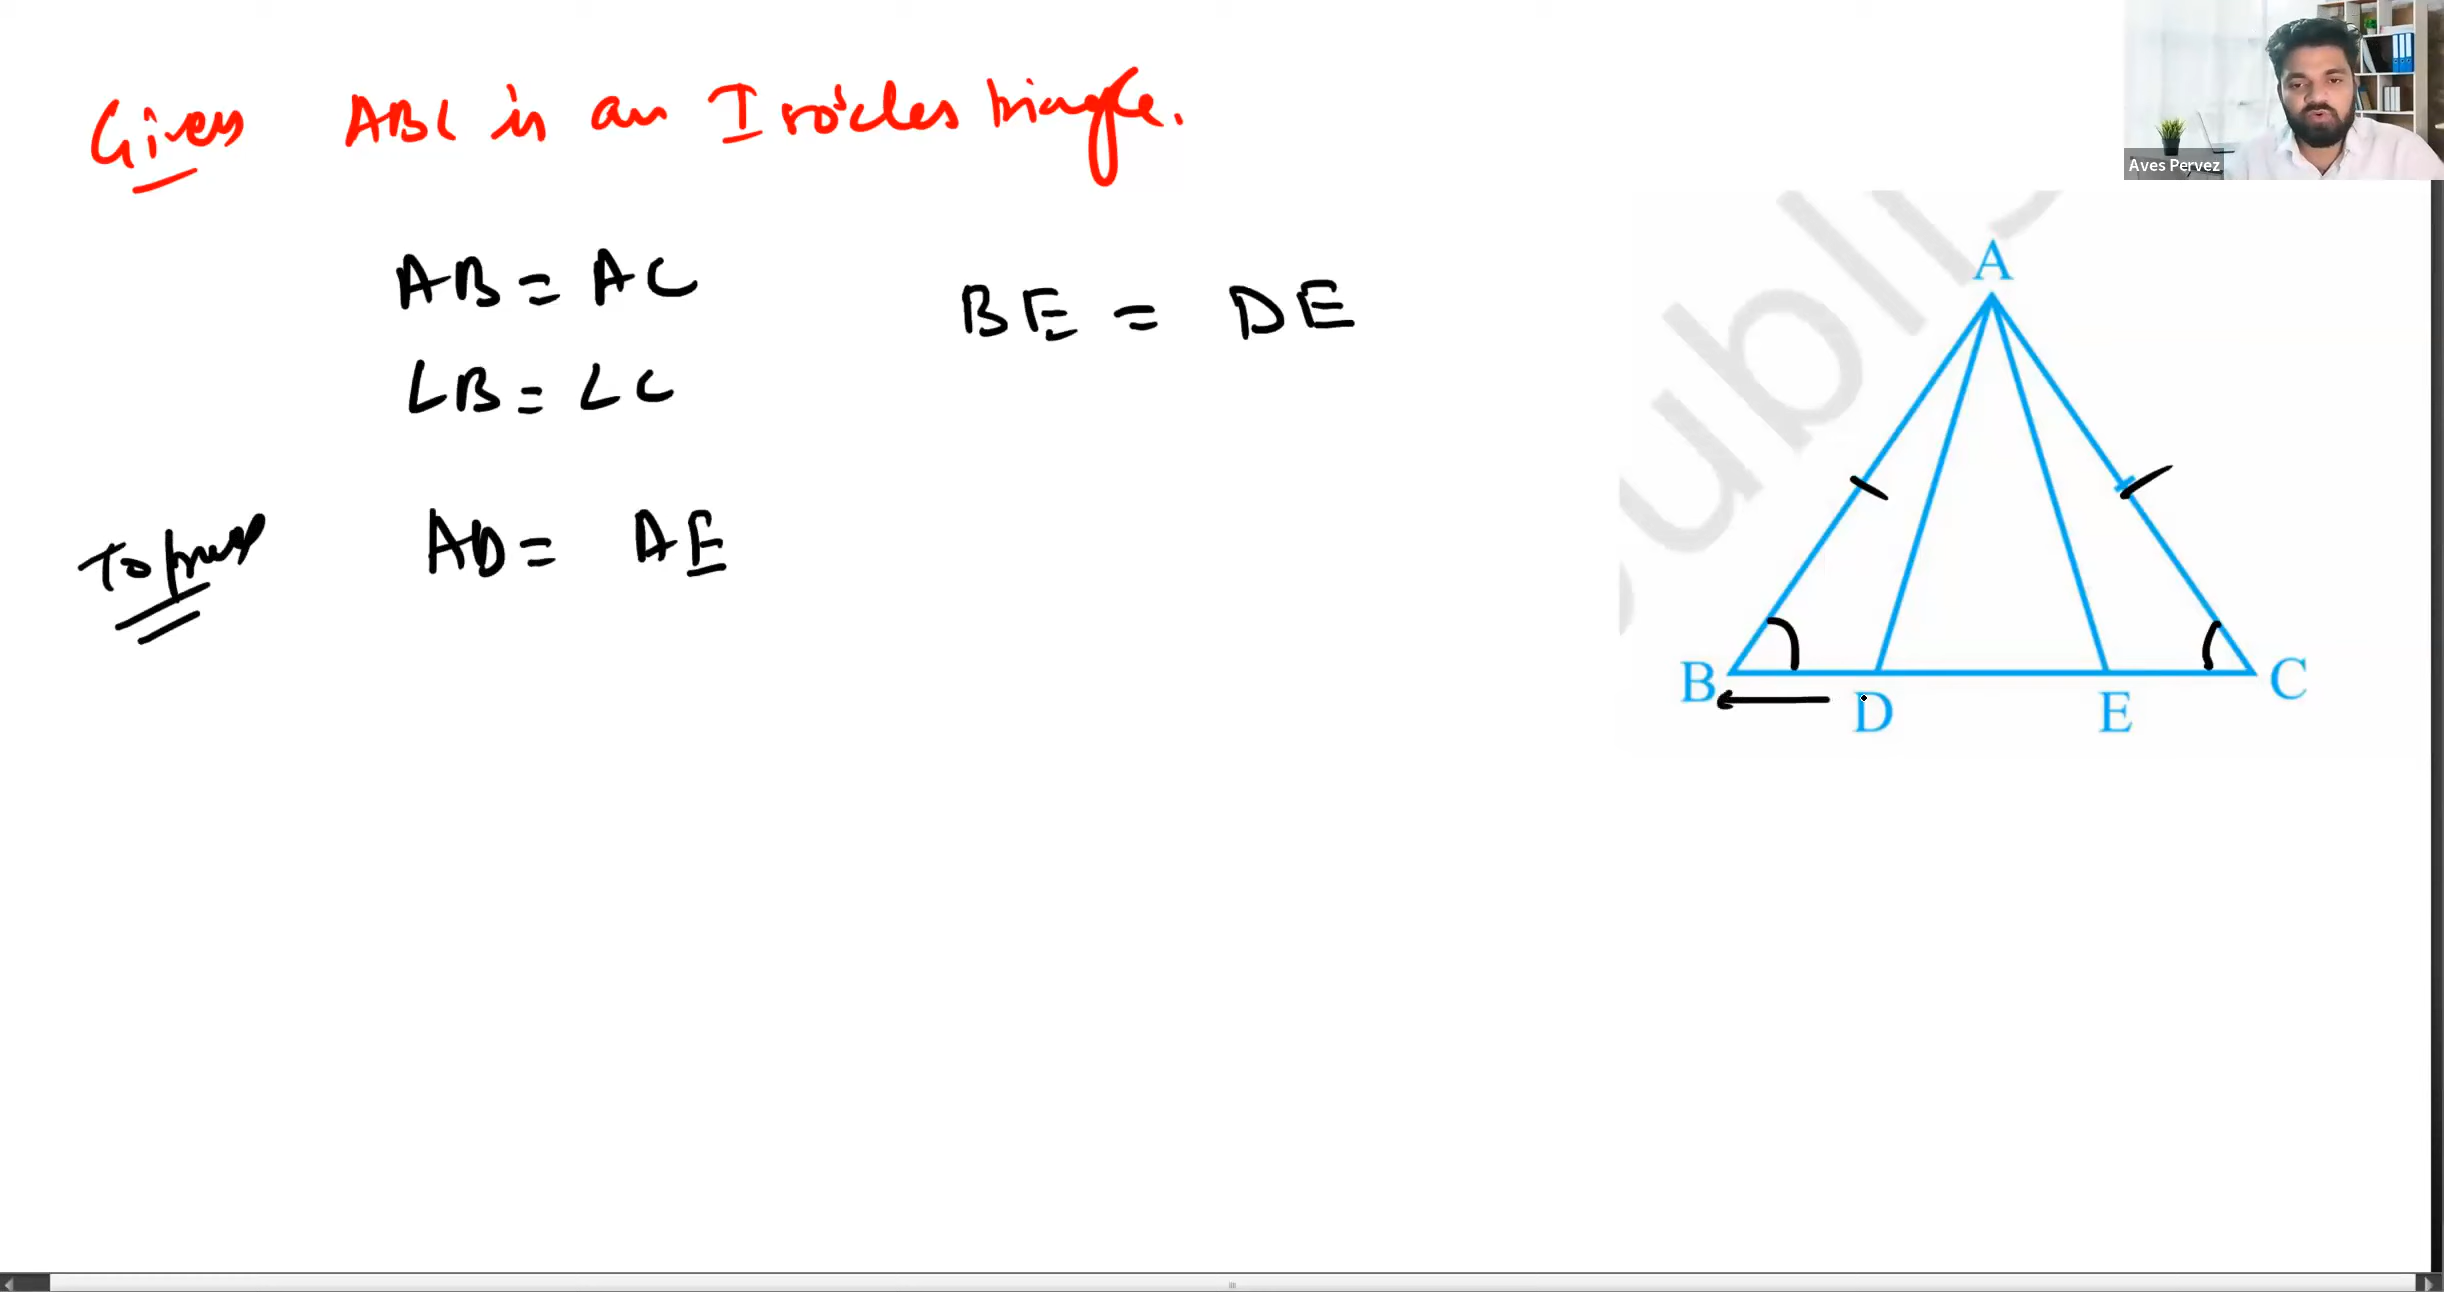 Given ABC is an Isosceles triangle.
Aves Pervez
AB = AC
BE = DE
∠B = ∠C
To prove AD = AE
A
B
D
E
C